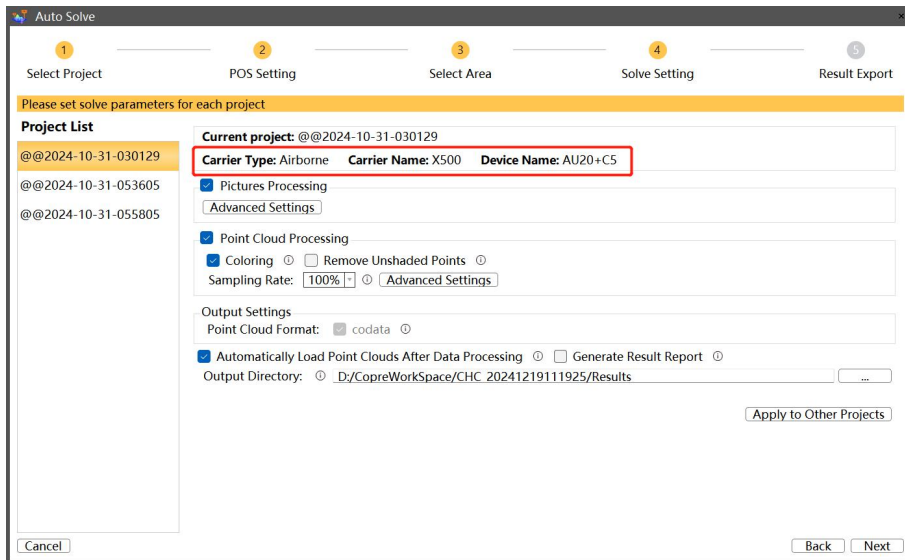 Auto Solve
1
2
3
4
5
Select Project
POS Setting
Select Area
Solve Setting
Result Export
Please set solve parameters for each project
Project List
@@2024-10-31-030129
@@2024-10-31-053605
@@2024-10-31-055805
Current project: @@2024-10-31-030129
Carrier Type: Airborne Carrier Name: X500 Device Name: AU20+C5
Pictures Processing
Advanced Settings
Point Cloud Processing
Coloring Remove Unshaded Points
Sampling Rate: 100% Advanced Settings
Output Settings
Point Cloud Format: codata
Automatically Load Point Clouds After Data Processing Generate Result Report
Output Directory: D:/CopreWorkSpace/CHC_20241219111925/Results ...
Apply to Other Projects
Cancel Back Next